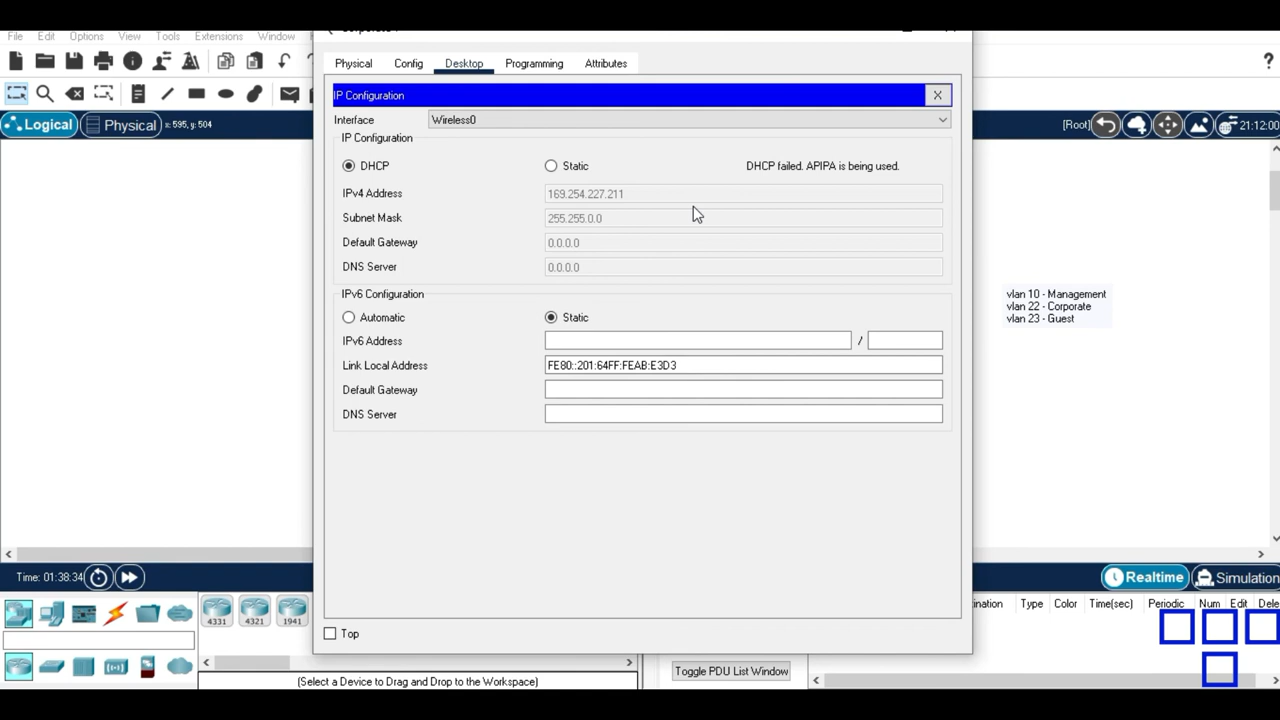 File Edit Options View Tools Extensions Window
Physical Config Desktop Programming Attributes
IP Configuration X
Interface Wireless0
IP Configuration
DHCP Static DHCP failed. APIPA is being used.
IPv4 Address 169.254.227.211
Subnet Mask 255.255.0.0
Default Gateway 0.0.0.0
DNS Server 0.0.0.0
IPv6 Configuration
Automatic Static
IPv6 Address /
Link Local Address FE80::201:64FF:FEAB:E3D3
Default Gateway
DNS Server
Top
Logical Physical x: 595, y: 504
[Root] 21:12:00
vlan 10 - Management
vlan 22 - Corporate
vlan 23 - Guest
Time: 01:38:34
Realtime Simulation
4331 4321 1941
(Select a Device to Drag and Drop to the Workspace)
Toggle PDU List Window
Type Color Time(sec) Periodic Num Edit
?